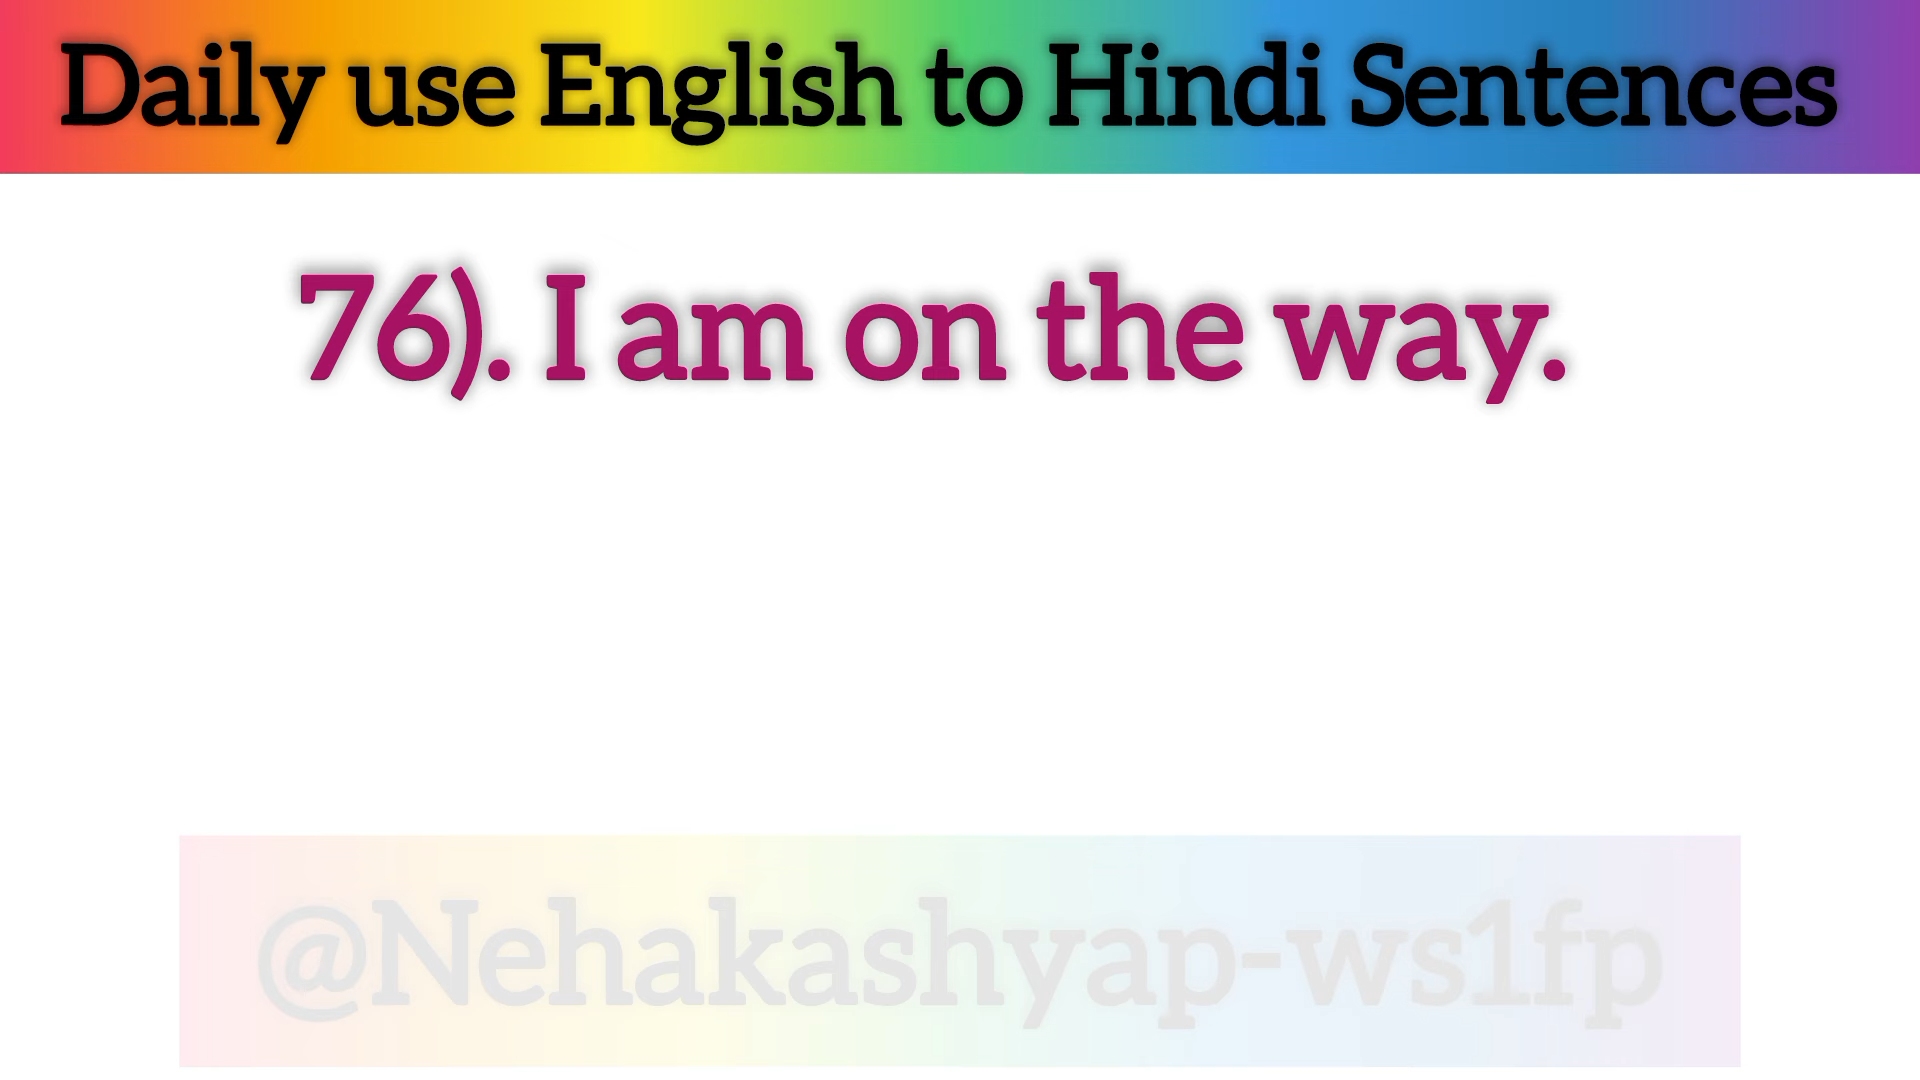 Daily use English to Hindi Sentences
76). I am on the way.
@Nehakashyap-ws1fp